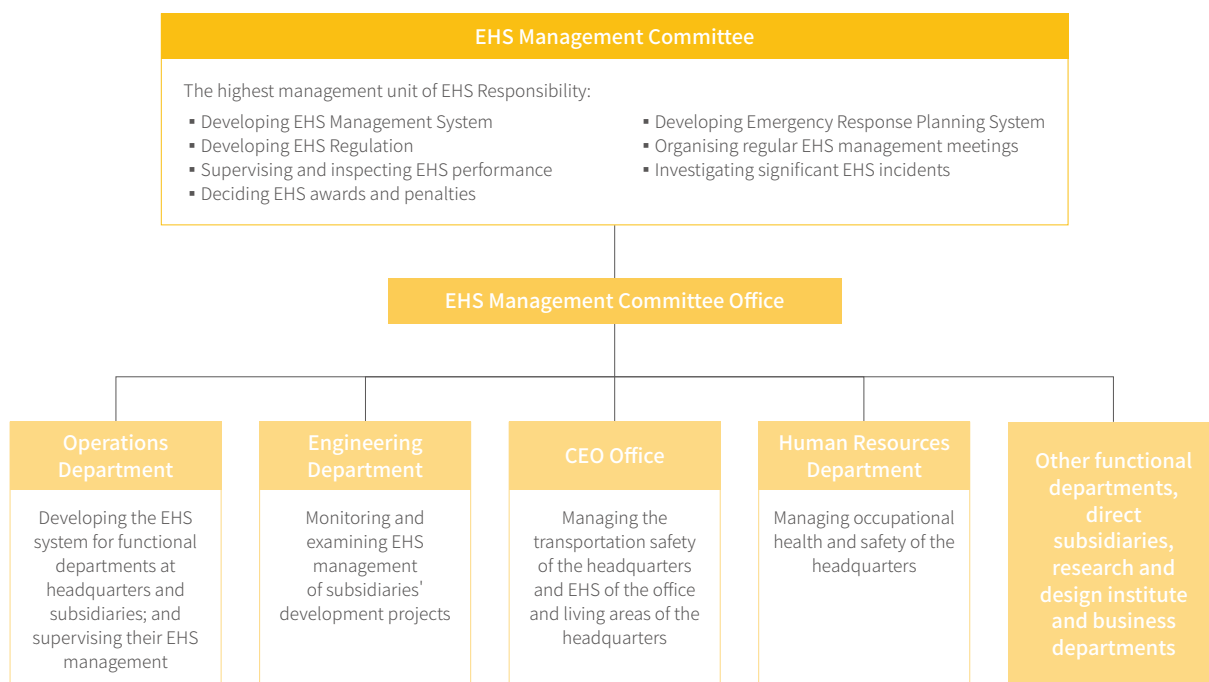 EHS Management Committee
The highest management unit of EHS Responsibility:
▪ Developing EHS Management System
▪ Developing EHS Regulation
▪ Supervising and inspecting EHS performance
▪ Deciding EHS awards and penalties
▪ Developing Emergency Response Planning System
▪ Organising regular EHS management meetings
▪ Investigating significant EHS incidents
EHS Management Committee Office
Operations
Department
Developing the EHS
system for functional
departments at
headquarters and
subsidiaries; and
supervising their EHS
management
Engineering
Department
Monitoring and
examining EHS
management
of subsidiaries'
development projects
CEO Office
Managing the
transportation safety
of the headquarters
and EHS of the office
and living areas of the
headquarters
Human Resources
Department
Managing occupational
health and safety of the
headquarters
Other functional
departments,
direct
subsidiaries,
research and
design institute
and business
departments